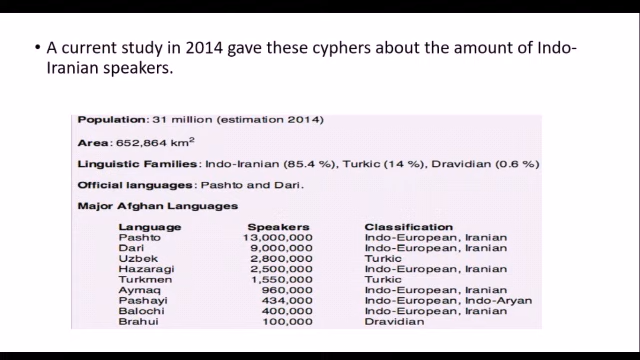 • A current study in 2014 gave these cyphers about the amount of Indo-
Iranian speakers.
Population: 31 million (estimation 2014)
Area: 652,864 km²
Linguistic Families: Indo-Iranian (85.4 %), Turkic (14 %), Dravidian (0.6 %)
Official languages: Pashto and Dari.
Major Afghan Languages
Language Speakers Classification
Pashto 13,000,000 Indo-European, Iranian
Dari 9,000,000 Indo-European, Iranian
Uzbek 2,800,000 Turkic
Hazaragi 2,500,000 Indo-European, Iranian
Turkmen 1,550,000 Turkic
Aymaq 960,000 Indo-European, Iranian
Pashayi 434,000 Indo-European, Indo-Aryan
Balochi 400,000 Indo-European, Iranian
Brahui 100,000 Dravidian